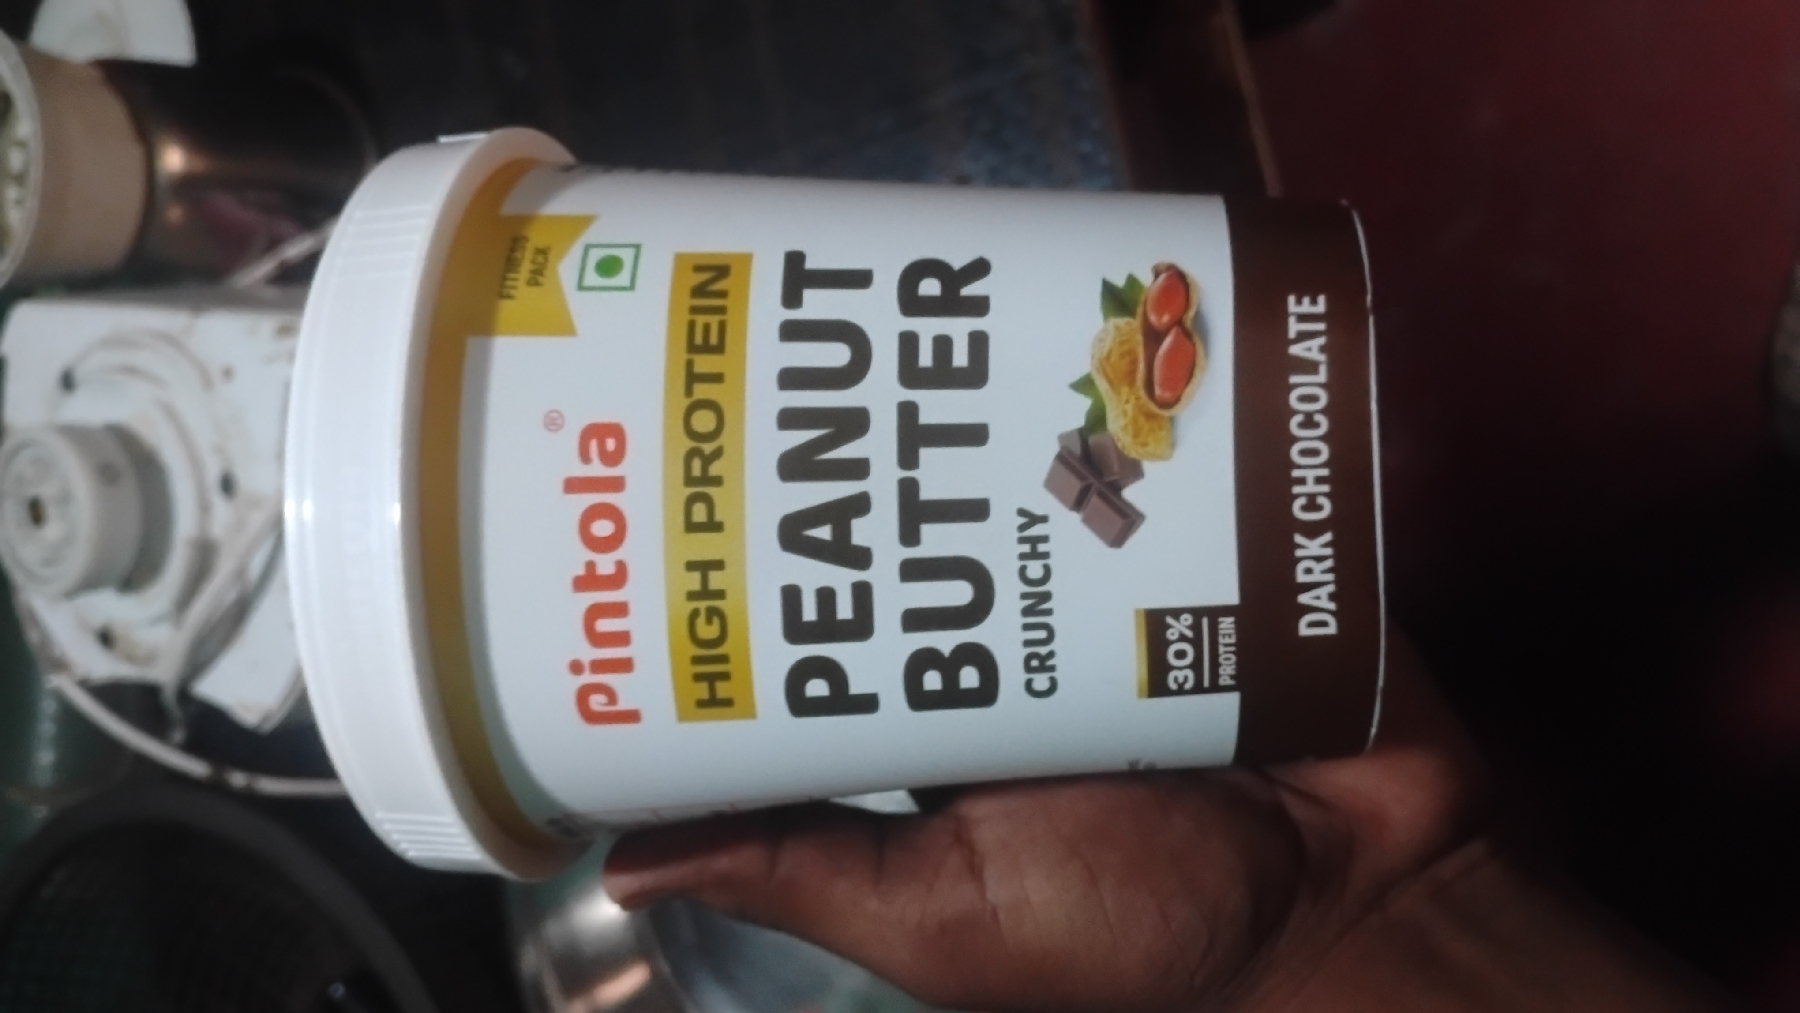 FITNESS
PACK
Pintola®
HIGH PROTEIN
PEANUT
BUTTER
CRUNCHY
30%
PROTEIN
DARK CHOCOLATE